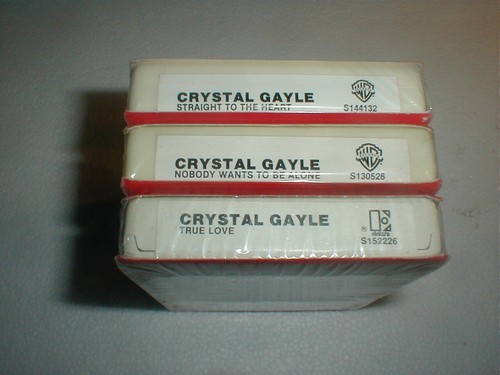 CRYSTAL GAYLE
STRAIGHT TO THE HEART
S144132
CRYSTAL GAYLE
NOBODY WANTS TO BE ALONE
S130526
CRYSTAL GAYLE
TRUE LOVE
®
S152226